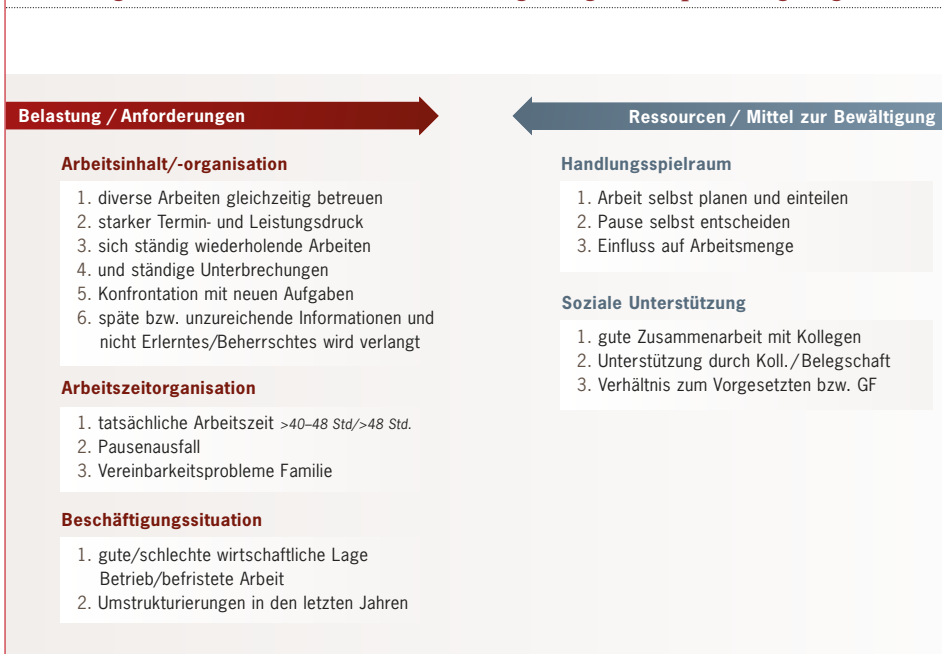 Belastung / Anforderungen
Arbeitsinhalt/-organisation
1. diverse Arbeiten gleichzeitig betreuen
2. starker Termin- und Leistungsdruck
3. sich ständig wiederholende Arbeiten
4. und ständige Unterbrechungen
5. Konfrontation mit neuen Aufgaben
6. späte bzw. unzureichende Informationen und
nicht Erlerntes/Beherrschtes wird verlangt
Arbeitszeitorganisation
1. tatsächliche Arbeitszeit >40–48 Std/>48 Std.
2. Pausenausfall
3. Vereinbarkeitsprobleme Familie
Beschäftigungssituation
1. gute/schlechte wirtschaftliche Lage
Betrieb/befristete Arbeit
2. Umstrukturierungen in den letzten Jahren
Ressourcen / Mittel zur Bewältigung
Handlungsspielraum
1. Arbeit selbst planen und einteilen
2. Pause selbst entscheiden
3. Einfluss auf Arbeitsmenge
Soziale Unterstützung
1. gute Zusammenarbeit mit Kollegen
2. Unterstützung durch Koll./Belegschaft
3. Verhältnis zum Vorgesetzten bzw. GF